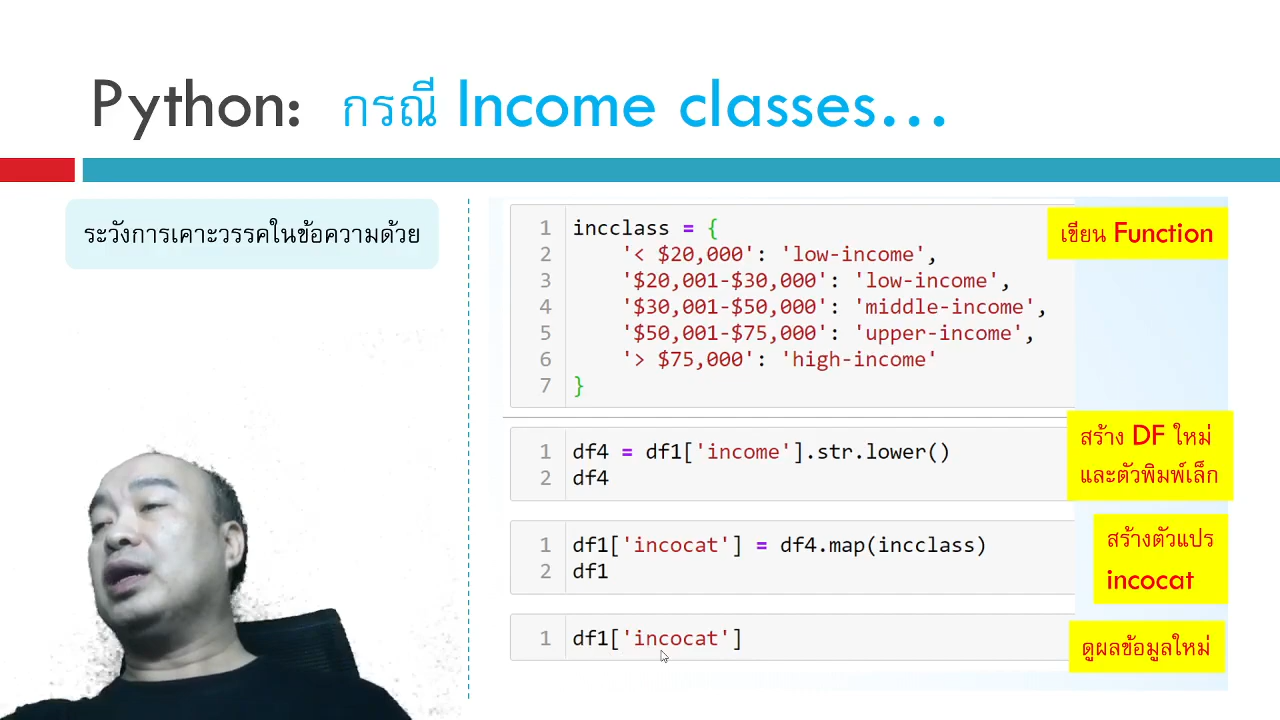 Python: กรณี Income classes...
ระวังการเคาะวรรคในข้อความด้วย
1 incclass = {
2 '< $20,000': 'low-income',
3 '$20,001-$30,000': 'low-income',
4 '$30,001-$50,000': 'middle-income',
5 '$50,001-$75,000': 'upper-income',
6 '> $75,000': 'high-income'
7 }
เขียน Function
1 df4 = df1['income'].str.lower()
2 df4
สร้าง DF ใหม่
และตัวพิมพ์เล็ก
1 df1['incocat'] = df4.map(incclass)
2 df1
สร้างตัวแปร
incocat
1 df1['incocat']
ดูผลข้อมูลใหม่